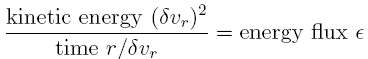 kinetic energy (δv_r)^2
time r/δv_r
= energy flux ϵ